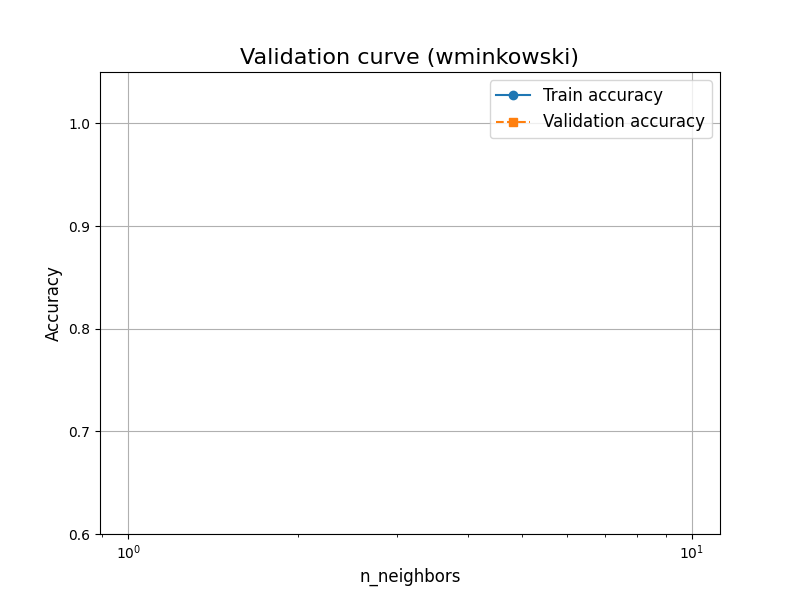 Validation curve (wminkowski)
Train accuracy
Validation accuracy
1.0
0.9
0.8
0.7
0.6
Accuracy
10⁰
10¹
n_neighbors